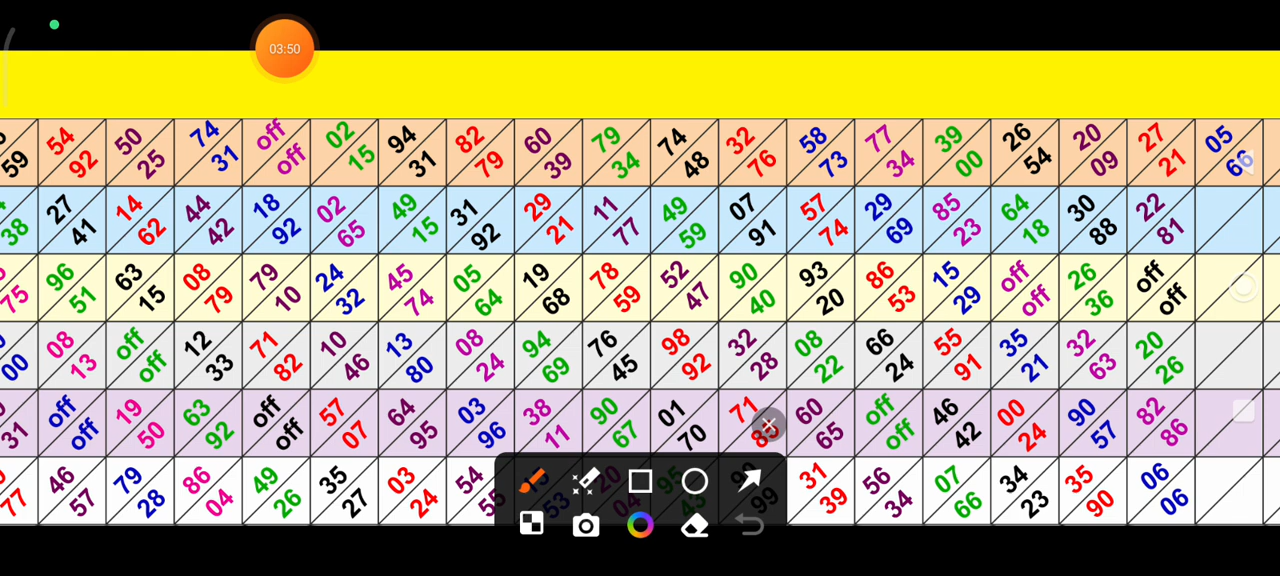 03:50
54 50 74 off 02 94 82 60 79 74 32 58 77 39 26 20 27 05
59 92 25 31 off 15 31 79 39 34 48 76 73 34 00 54 09 21 66
27 14 44 18 02 49 31 29 11 49 07 57 29 85 64 30 22
38 41 62 42 92 65 15 92 21 77 59 91 74 69 23 18 88 81
96 63 08 79 24 45 05 19 78 52 90 93 86 15 off 26 off
75 51 15 79 10 32 74 64 68 59 47 40 20 53 29 off 36 off
08 off 12 71 10 13 08 94 76 98 32 08 66 55 35 32 20
00 13 off 33 82 46 80 24 69 45 92 28 22 24 91 21 63 26
off 19 63 off 57 64 03 38 90 01 71 60 off 46 00 90 82
31 off 50 92 off 07 95 96 11 67 70 65 off 42 24 57 86
46 79 86 49 35 03 54 31 56 07 34 35 06
77 57 28 04 26 27 24 53 99 39 34 66 23 90 06